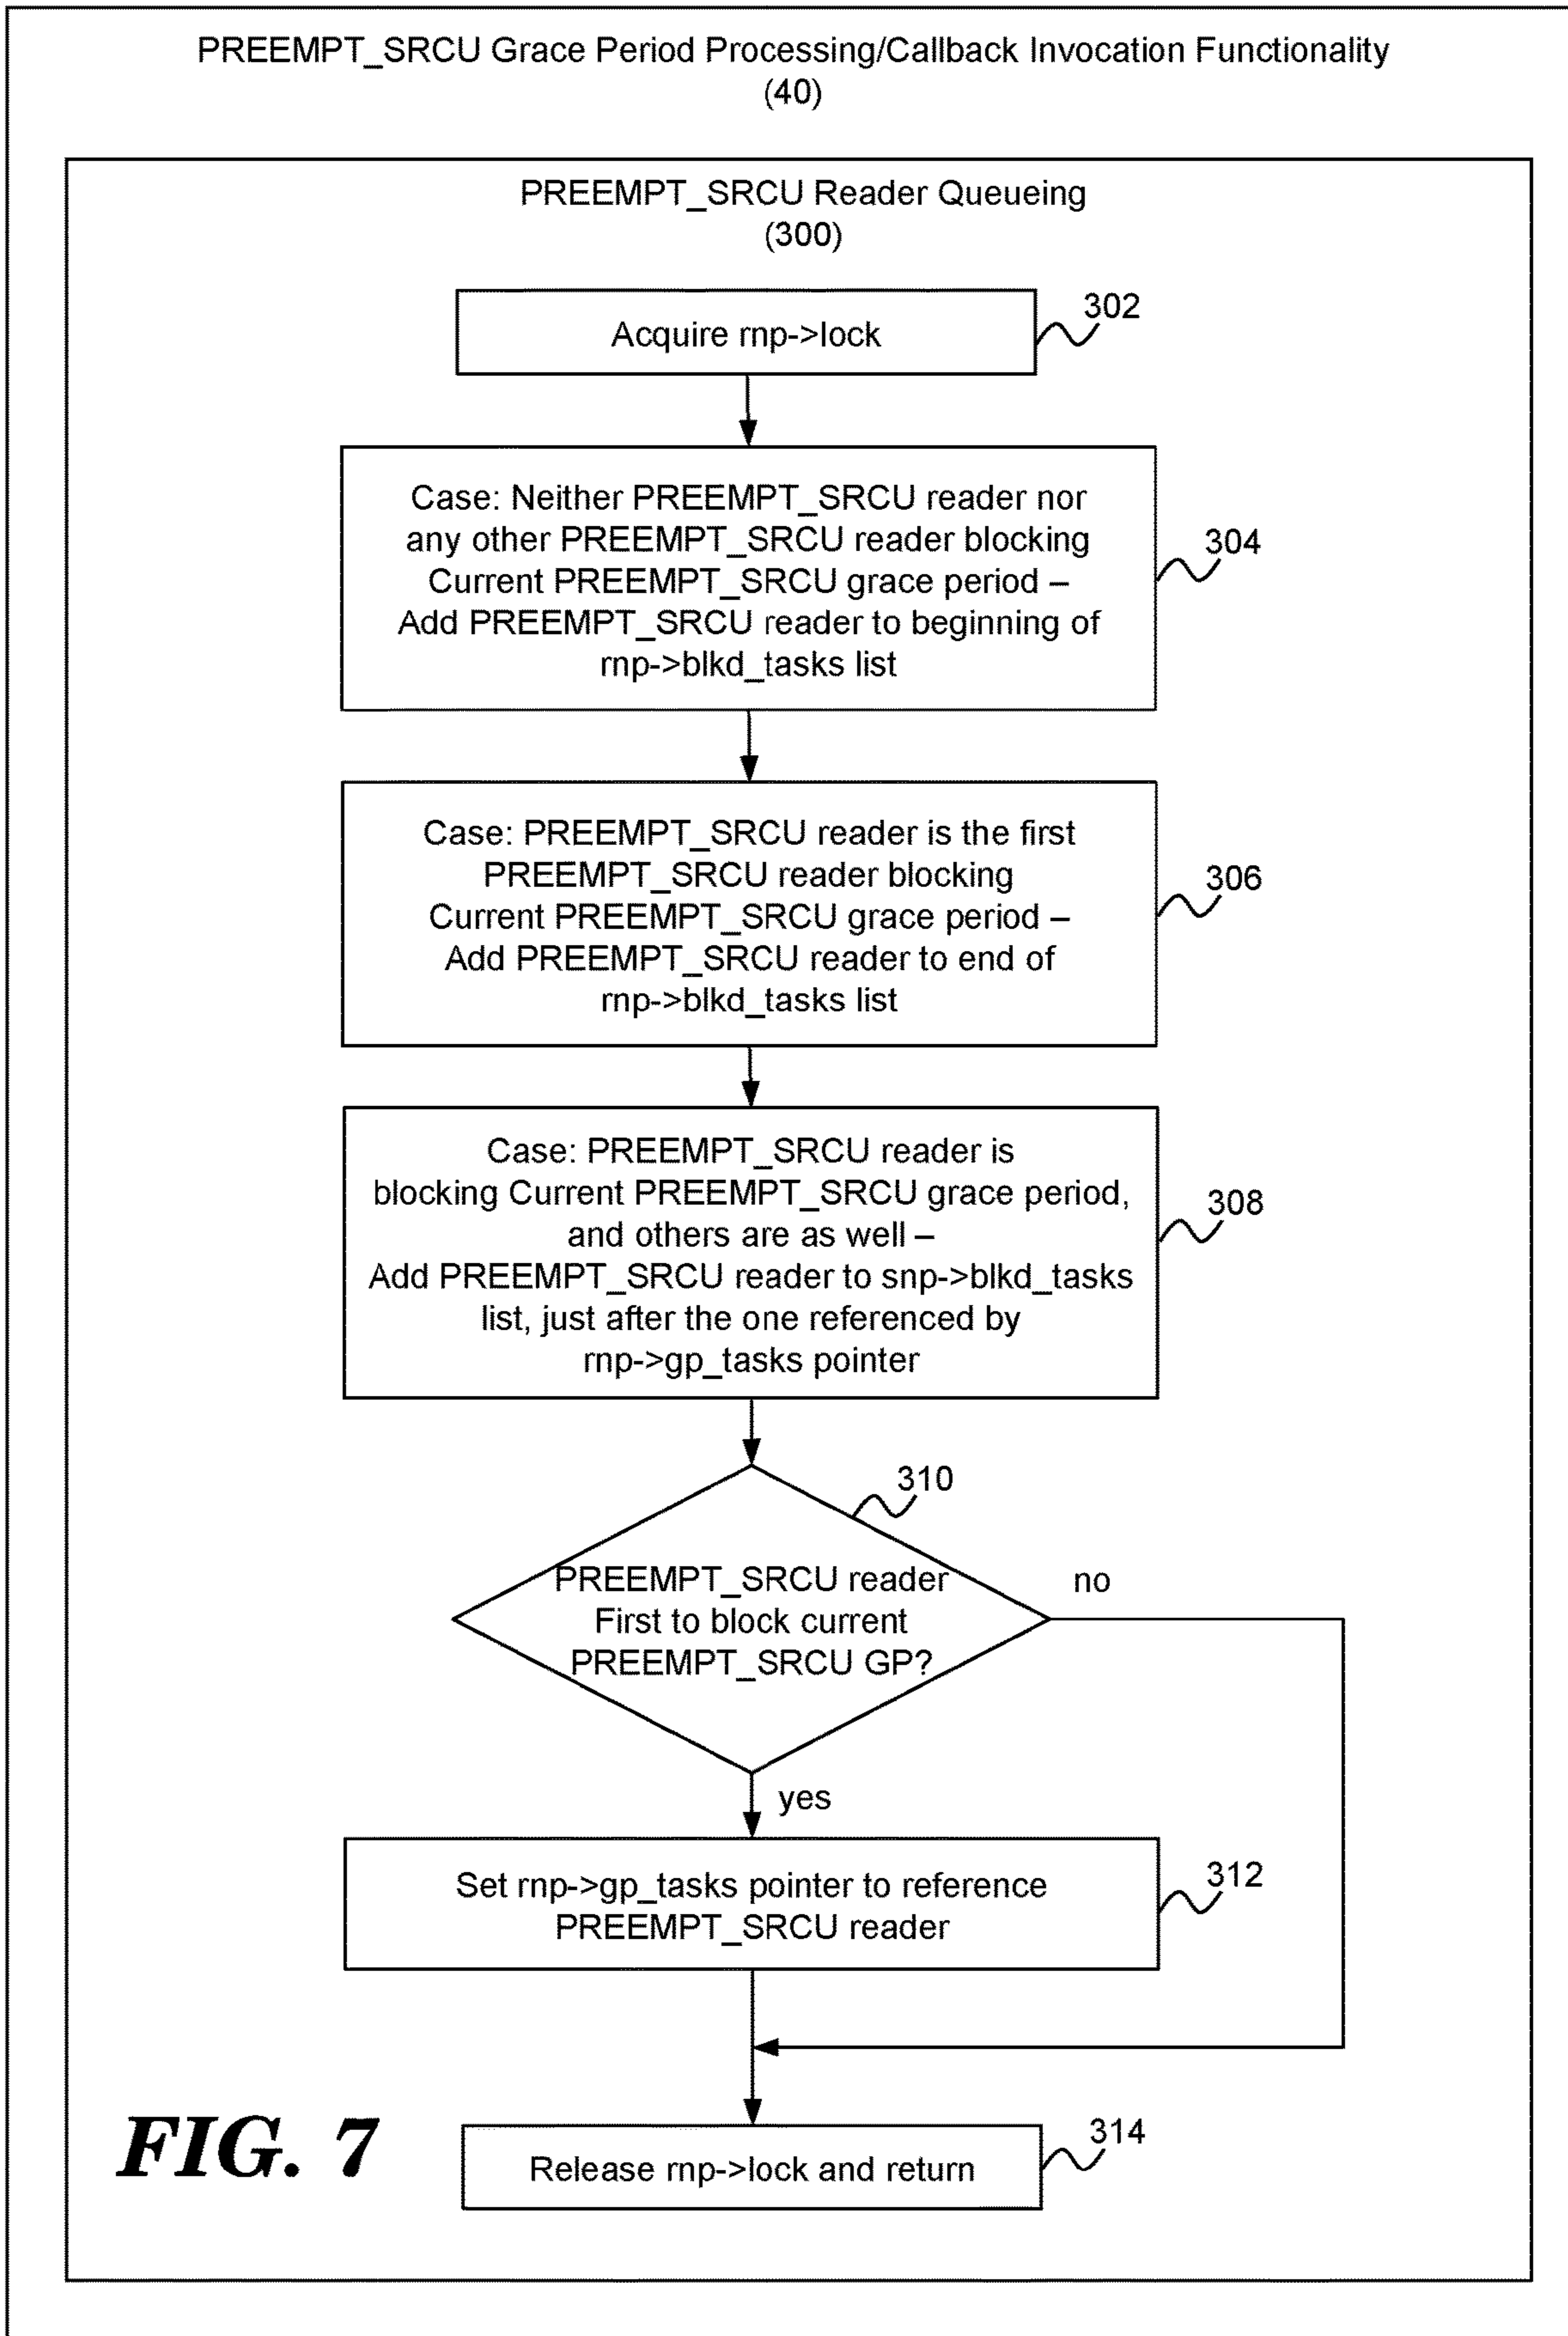 PREEMPT_SRCU Grace Period Processing/Callback Invocation Functionality
(40)
PREEMPT_SRCU Reader Queueing
(300)
Acquire rnp->lock
302
Case: Neither PREEMPT_SRCU reader nor
any other PREEMPT_SRCU reader blocking
Current PREEMPT_SRCU grace period –
Add PREEMPT_SRCU reader to beginning of
rnp->blkd_tasks list
304
Case: PREEMPT_SRCU reader is the first
PREEMPT_SRCU reader blocking
Current PREEMPT_SRCU grace period –
Add PREEMPT_SRCU reader to end of
rnp->blkd_tasks list
306
Case: PREEMPT_SRCU reader is
blocking Current PREEMPT_SRCU grace period,
and others are as well –
Add PREEMPT_SRCU reader to snp->blkd_tasks
list, just after the one referenced by
rnp->gp_tasks pointer
308
310
PREEMPT_SRCU reader
First to block current
PREEMPT_SRCU GP?
no
yes
Set rnp->gp_tasks pointer to reference
PREEMPT_SRCU reader
312
Release rnp->lock and return
314
FIG. 7